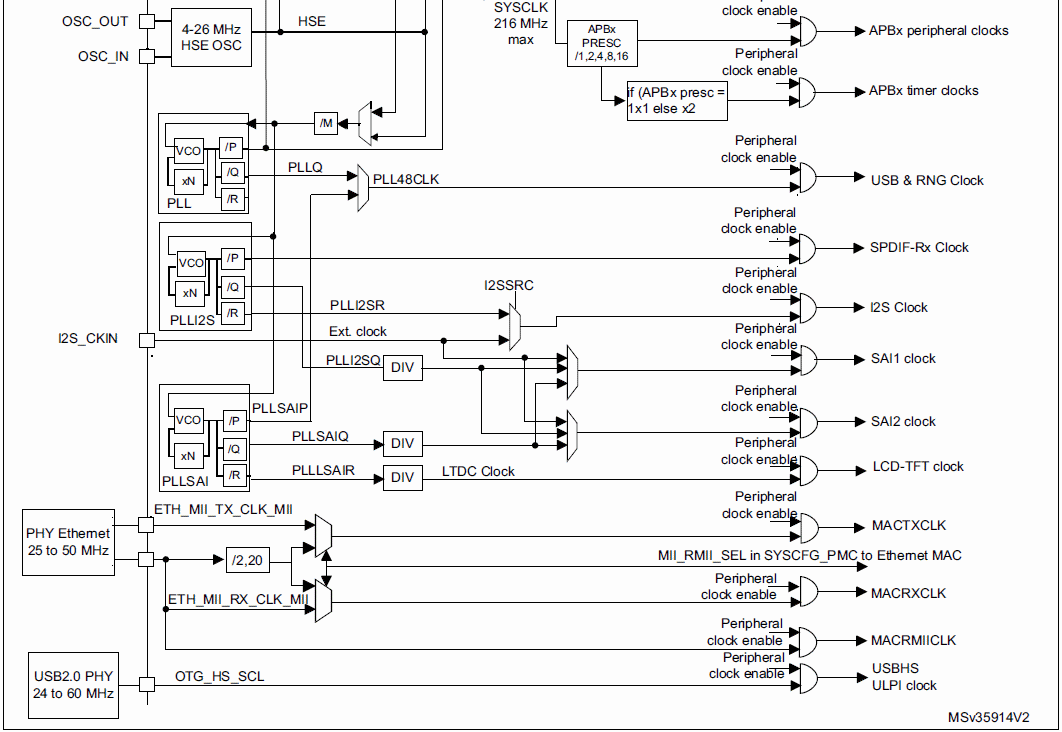 OSC_OUT
OSC_IN
4-26 MHz
HSE OSC
HSE
SYSCLK
216 MHz
max
APBx
PRESC
/1,2,4,8,16
clock enable
APBx peripheral clocks
Peripheral
clock enable
if (APBx presc =
1x1 else x2
APBx timer clocks
/M
VCO
xN
/P
/Q
/R
PLL
PLLQ
PLL48CLK
Peripheral
clock enable
USB & RNG Clock
VCO
xN
/P
/Q
/R
PLLI2S
Peripheral
clock enable
SPDIF-Rx Clock
I2SSRC
PLLI2SR
Peripheral
clock enable
I2S Clock
I2S_CKIN
Ext. clock
PLLI2SQ
DIV
Peripheral
clock enable
SAI1 clock
VCO
xN
/P
/Q
/R
PLLSAI
PLLSAIP
PLLSAIQ
DIV
Peripheral
clock enable
SAI2 clock
PLLLSAIR
DIV
LTDC Clock
Peripheral
clock enable
LCD-TFT clock
PHY Ethernet
25 to 50 MHz
ETH_MII_TX_CLK_MII
Peripheral
clock enable
MACTXCLK
/2,20
MII_RMII_SEL in SYSCFG_PMC to Ethernet MAC
ETH_MII_RX_CLK_MII
Peripheral
clock enable
MACRXCLK
Peripheral
clock enable
MACRMIICLK
USB2.0 PHY
24 to 60 MHz
OTG_HS_SCL
Peripheral
clock enable
USBHS
ULPI clock
MSv35914V2